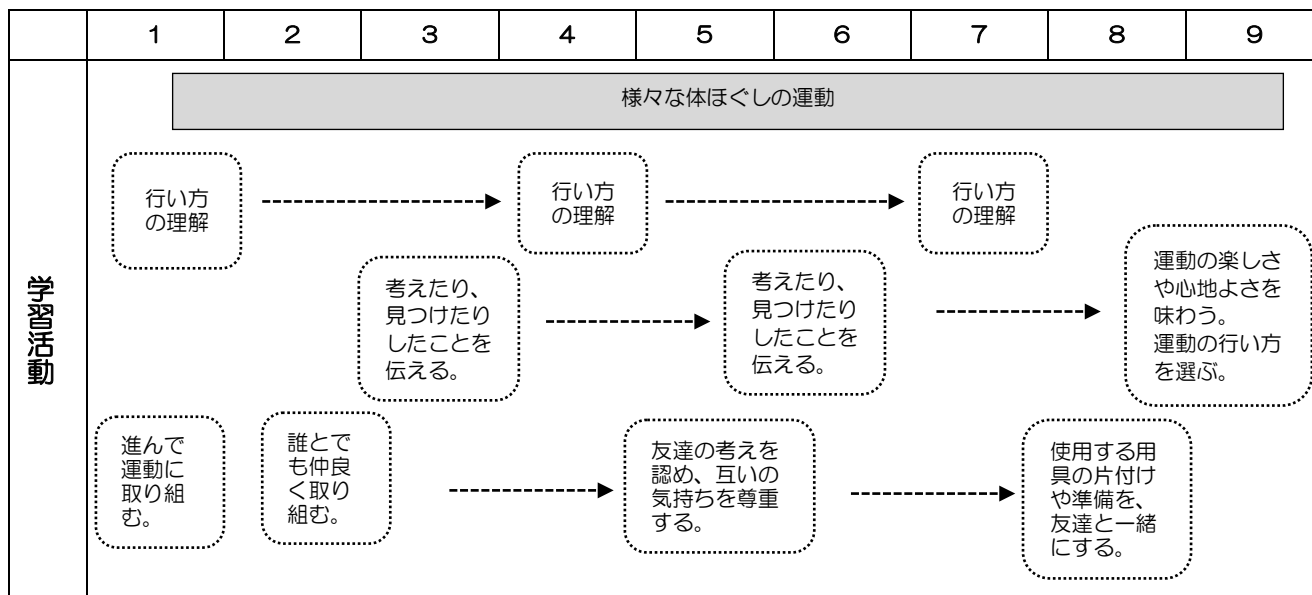 1 2 3 4 5 6 7 8 9
学習活動
様々な体ほぐしの運動
行い方
の理解
行い方
の理解
行い方
の理解
考えたり、
見つけたり
したことを
伝える。
考えたり、
見つけたり
したことを
伝える。
運動の楽しさ
や心地よさを
味わう。
運動の行い方
を選ぶ。
進んで
運動に
取り組
む。
誰とで
も仲良
く取り
組む。
友達の考えを
認め、互いの
気持ちを尊重
する。
使用する用
具の片付け
や準備を、
友達と一緒
にする。